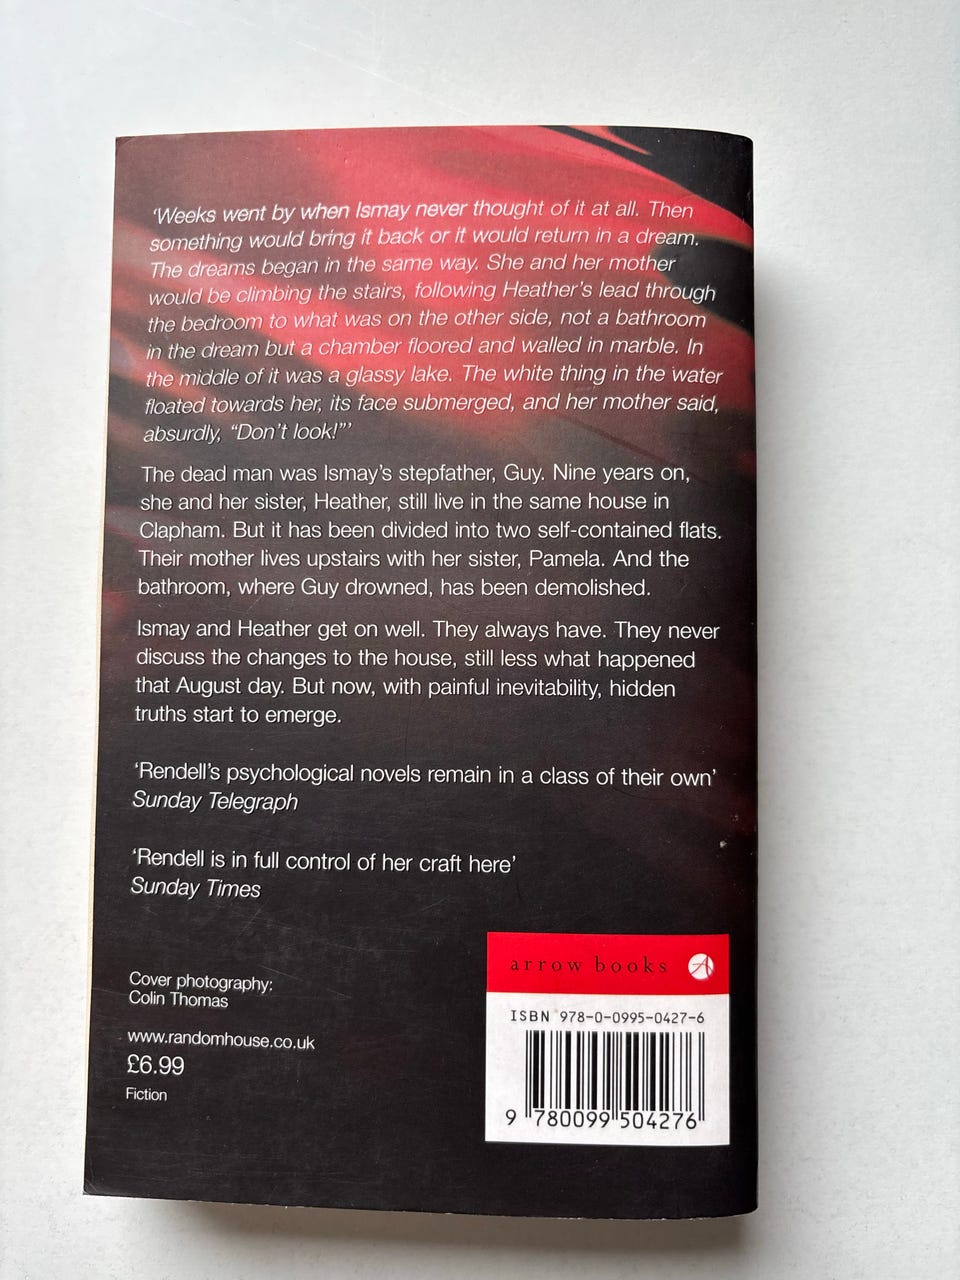 ‘Weeks went by when Ismay never thought of it at all. Then
something would bring it back or it would return in a dream.
The dreams began in the same way. She and her mother
would be climbing the stairs, following Heather’s lead through
the bedroom to what was on the other side, not a bathroom
in the dream but a chamber floored and walled in marble. In
the middle of it was a glassy lake. The white thing in the water
floated towards her, its face submerged, and her mother said,
absurdly, “Don’t look!”’
The dead man was Ismay’s stepfather, Guy. Nine years on,
she and her sister, Heather, still live in the same house in
Clapham. But it has been divided into two self-contained flats.
Their mother lives upstairs with her sister, Pamela. And the
bathroom, where Guy drowned, has been demolished.
Ismay and Heather get on well. They always have. They never
discuss the changes to the house, still less what happened
that August day. But now, with painful inevitability, hidden
truths start to emerge.
‘Rendell’s psychological novels remain in a class of their own’
Sunday Telegraph
‘Rendell is in full control of her craft here’
Sunday Times
Cover photography:
Colin Thomas
www.randomhouse.co.uk
£6.99
Fiction
arrow books
ISBN 978-0-0995-0427-6
9 780099 504276